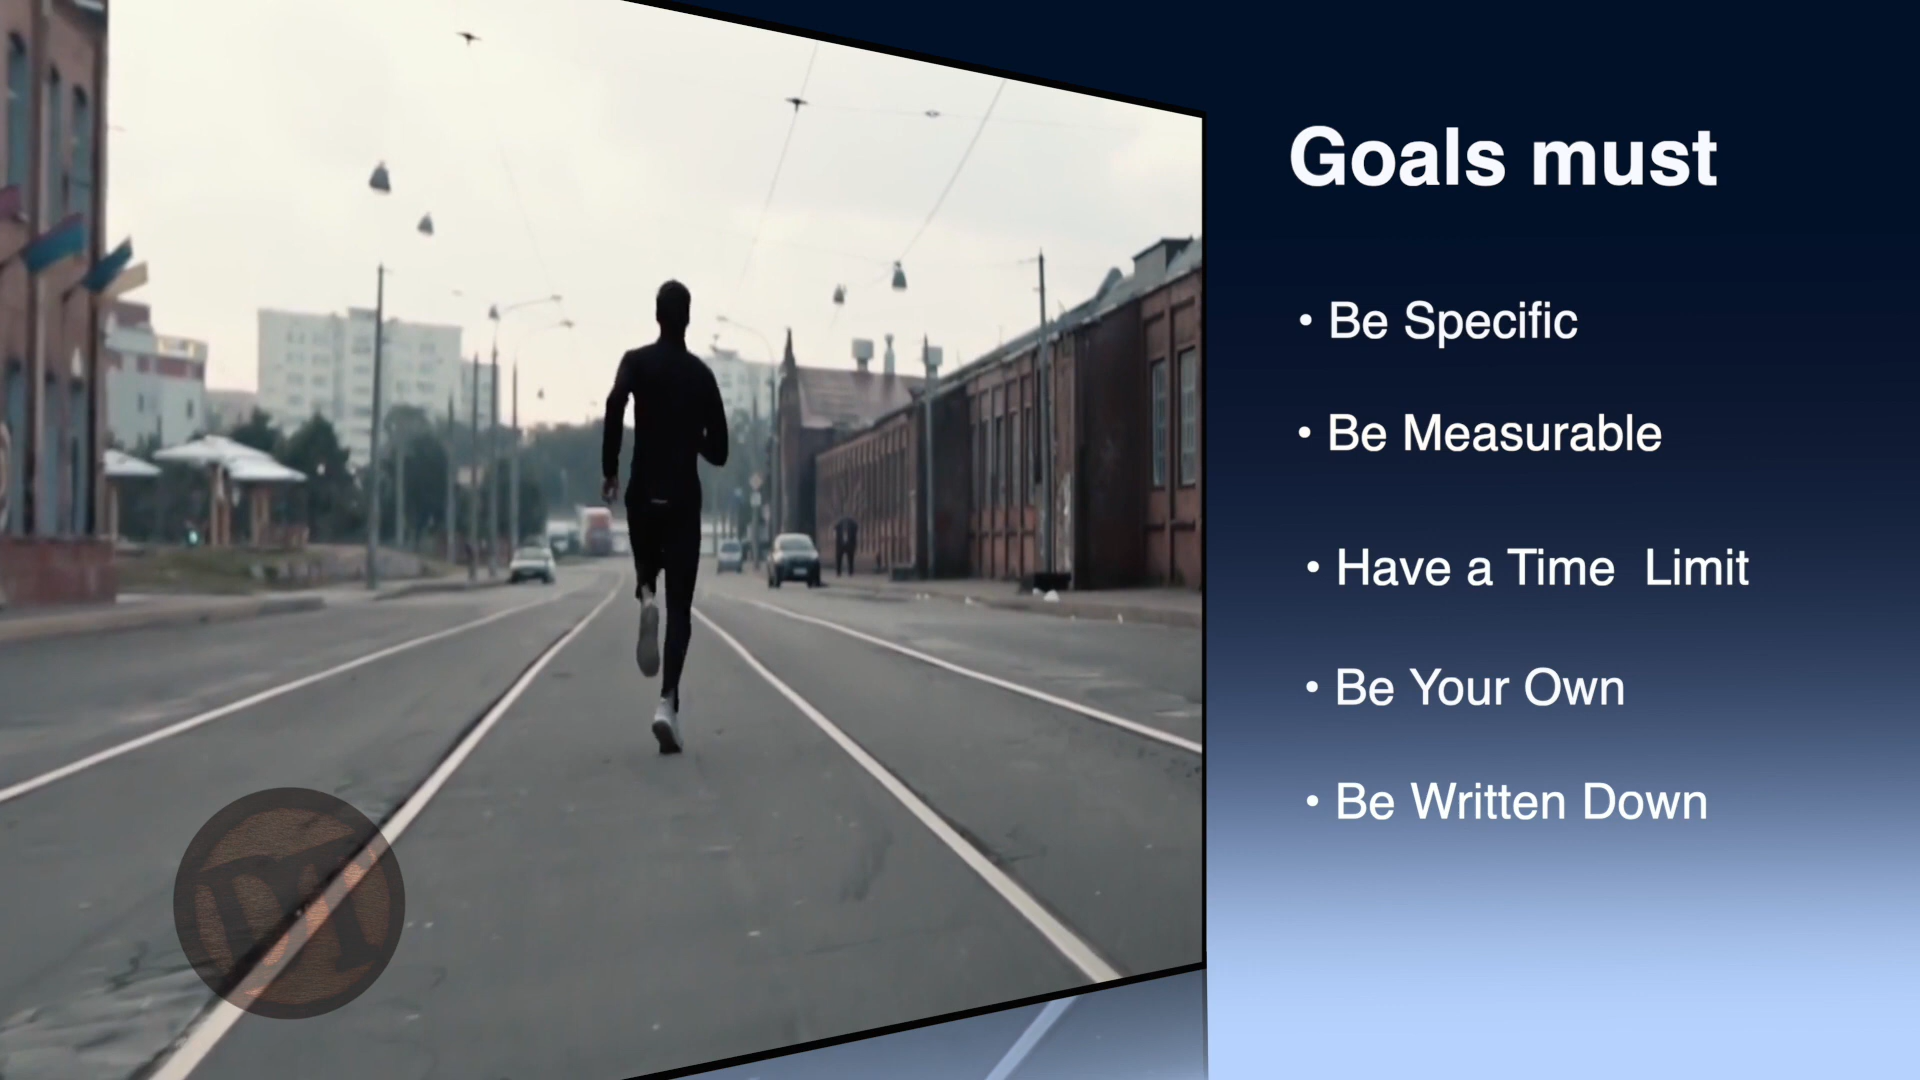 Goals must
• Be Specific
• Be Measurable
• Have a Time  Limit
• Be Your Own
• Be Written Down